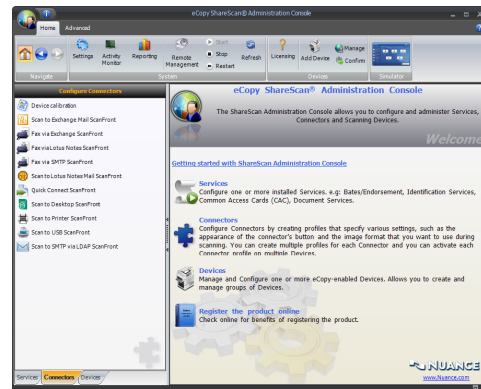 eCopy ShareScan® Administration Console
Home Advanced
Settings Activity Monitor Reporting Remote Management Start Stop Restart Refresh Licensing Add Device Manage Confirm
Navigate System Devices Simulator
Configure Connectors
Device calibration
Scan to Exchange Mail ScanFront
Fax via Exchange ScanFront
Fax via Lotus Notes ScanFront
Fax via SMTP ScanFront
Scan to Lotus Notes Mail ScanFront
Quick Connect ScanFront
Scan to Desktop ScanFront
Scan to Printer ScanFront
Scan to USB ScanFront
Scan to SMTP via LDAP ScanFront
Services Connectors Devices
eCopy ShareScan® Administration Console
The ShareScan Administration Console allows you to configure and administer Services,
Connectors and Scanning Devices.
Welcome
Getting started with ShareScan Administration Console
Services
Configure one or more installed Services. e.g: Bates/Endorsement, Identification Services,
Common Access Cards (CAC), Document Services.
Connectors
Configure Connectors by creating profiles that specify various settings, such as the
appearance of the connector's button and the image format that you want to use during
scanning. You can create multiple profiles for each Connector and you can activate each
Connector profile on multiple Devices.
Devices
Manage and Configure one or more eCopy-enabled Devices. Allows you to create and
manage groups of Devices.
Register the product online
Check online for benefits of registering the product.
NUANCE
www.Nuance.com